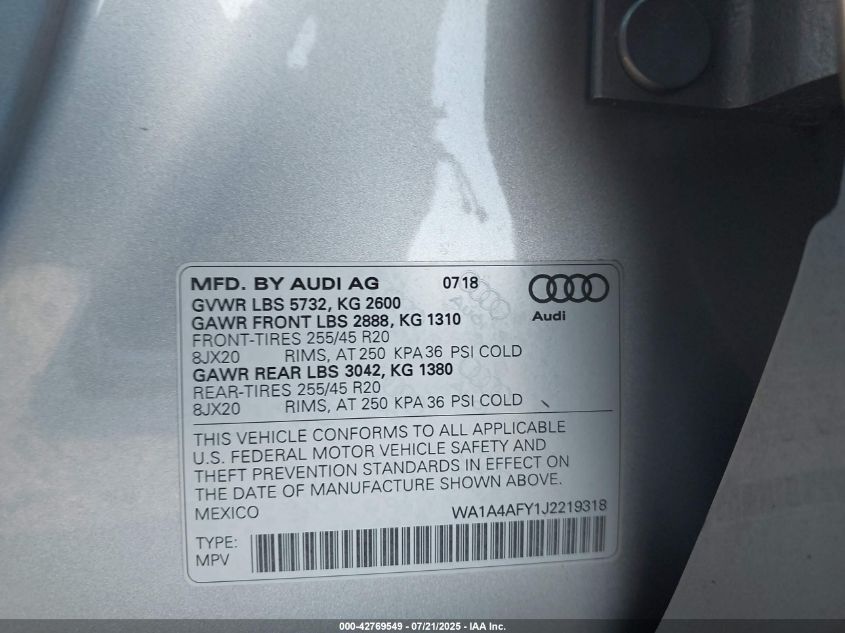 MFD. BY AUDI AG 07 18
GVWR LBS 5732, KG 2600
GAWR FRONT LBS 2888, KG 1310
FRONT-TIRES 255/45 R20
8JX20 RIMS, AT 250 KPA 36 PSI COLD
GAWR REAR LBS 3042, KG 1380
REAR-TIRES 255/45 R20
8JX20 RIMS, AT 250 KPA 36 PSI COLD
Audi
THIS VEHICLE CONFORMS TO ALL APPLICABLE
U.S. FEDERAL MOTOR VEHICLE SAFETY AND
THEFT PREVENTION STANDARDS IN EFFECT ON
THE DATE OF MANUFACTURE SHOWN ABOVE.
MEXICO WA1A4AFY1J2219318
TYPE:
MPV
000-42769549 - 07/21/2025 - IAA Inc.